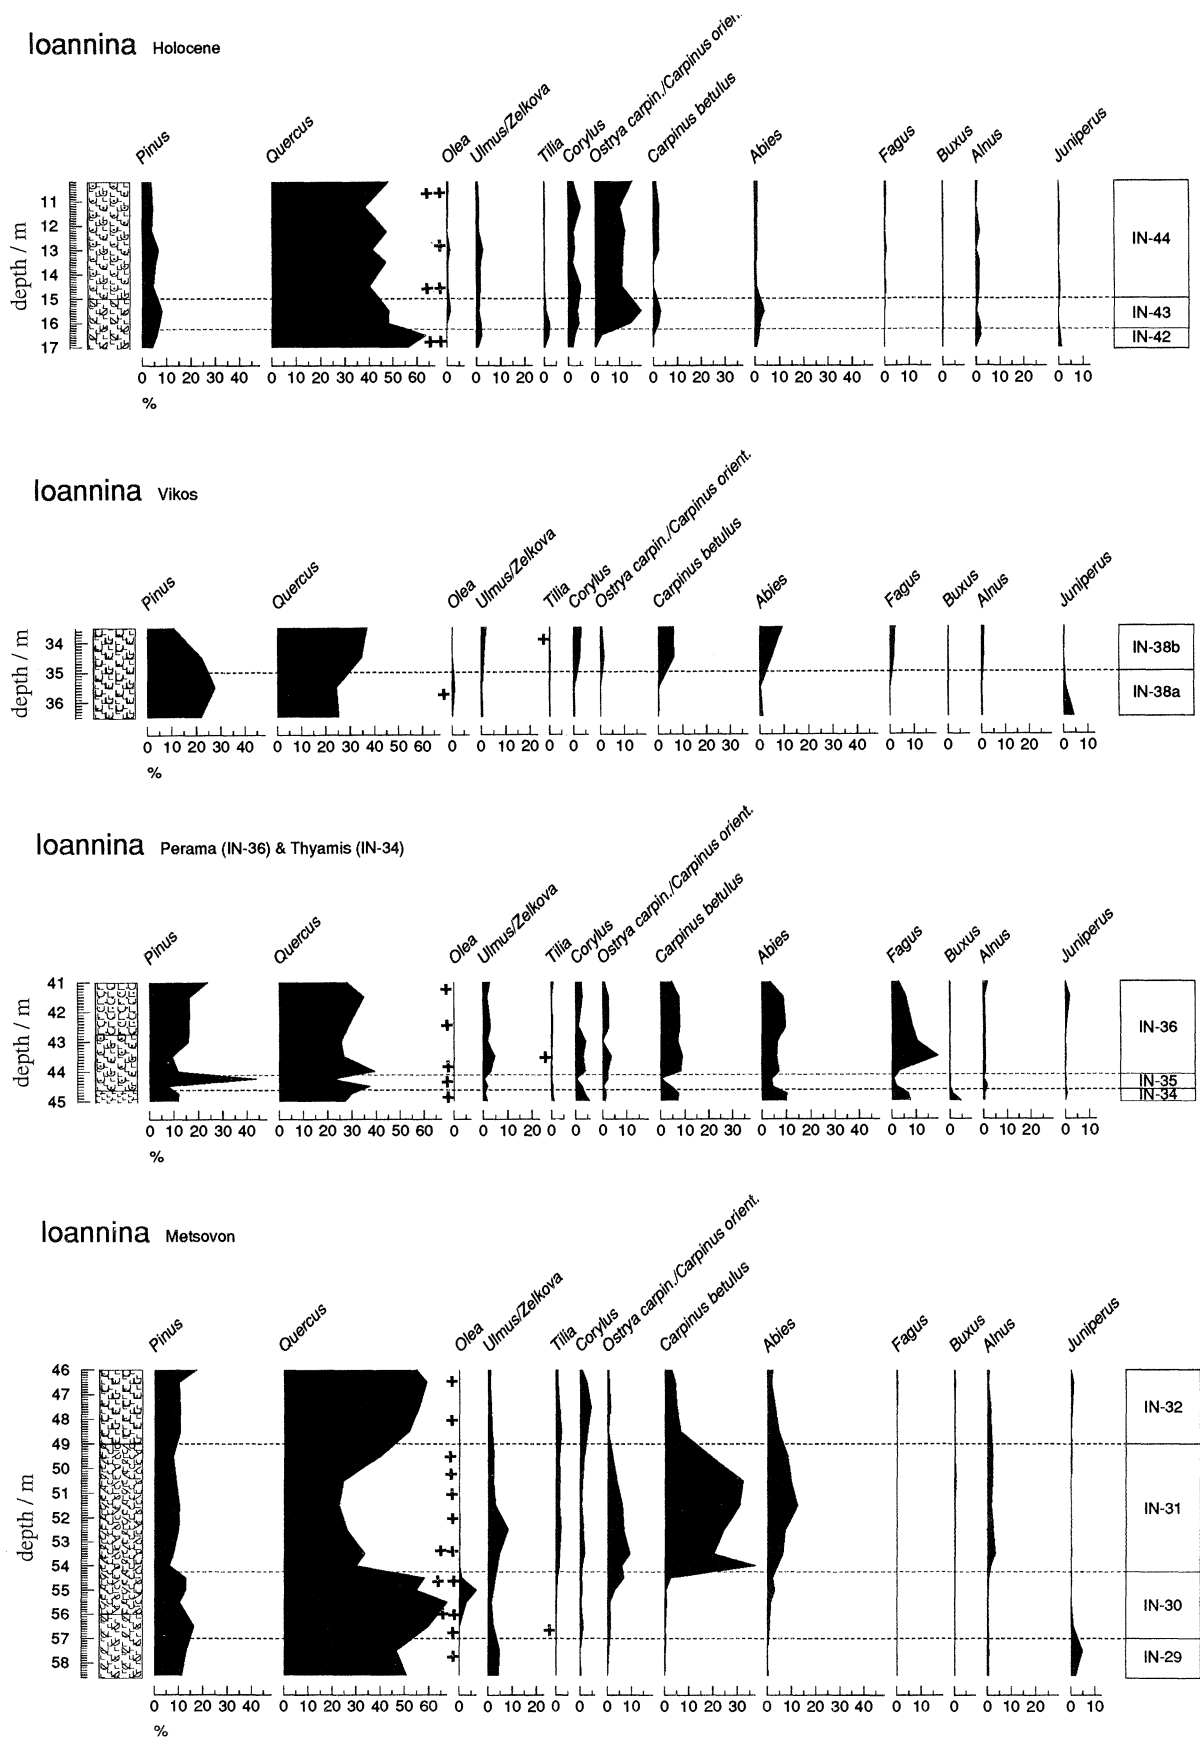 Ioannina Holocene
Pinus Quercus Olea Ulmus/Zelkova Tilia Corylus Ostrya carpin./Carpinus orient. Carpinus betulus Abies Fagus Buxus Alnus Juniperus
depth / m
11
12
13
14
15
16
17
IN-44
IN-43
IN-42
0 10 20 30 40 0 10 20 30 40 50 60 0 0 0 0 0 10 0 10 20 30 0 10 20 30 40 0 10 0 0 10 20 0 10
%
Ioannina Vikos
Pinus Quercus Olea Ulmus/Zelkova Tilia Corylus Ostrya carpin./Carpinus orient. Carpinus betulus Abies Fagus Buxus Alnus Juniperus
depth / m
34
35
36
IN-38b
IN-38a
0 10 20 30 40 0 10 20 30 40 50 60 0 0 0 0 0 10 0 10 20 30 0 10 20 30 40 0 10 0 0 10 20 0 10
%
Ioannina Perama (IN-36) & Thyamis (IN-34)
Pinus Quercus Olea Ulmus/Zelkova Tilia Corylus Ostrya carpin./Carpinus orient. Carpinus betulus Abies Fagus Buxus Alnus Juniperus
depth / m
41
42
43
44
45
IN-36
IN-35
IN-34
0 10 20 30 40 0 10 20 30 40 50 60 0 0 0 0 0 10 0 10 20 30 0 10 20 30 40 0 10 0 0 10 20 0 10
%
Ioannina Metsovon
Pinus Quercus Olea Ulmus/Zelkova Tilia Corylus Ostrya carpin./Carpinus orient. Carpinus betulus Abies Fagus Buxus Alnus Juniperus
depth / m
46
47
48
49
50
51
52
53
54
55
56
57
58
IN-32
IN-31
IN-30
IN-29
0 10 20 30 40 0 10 20 30 40 50 60 0 0 0 0 0 10 0 10 20 30 0 10 20 30 40 0 10 0 0 10 20 0 10
%